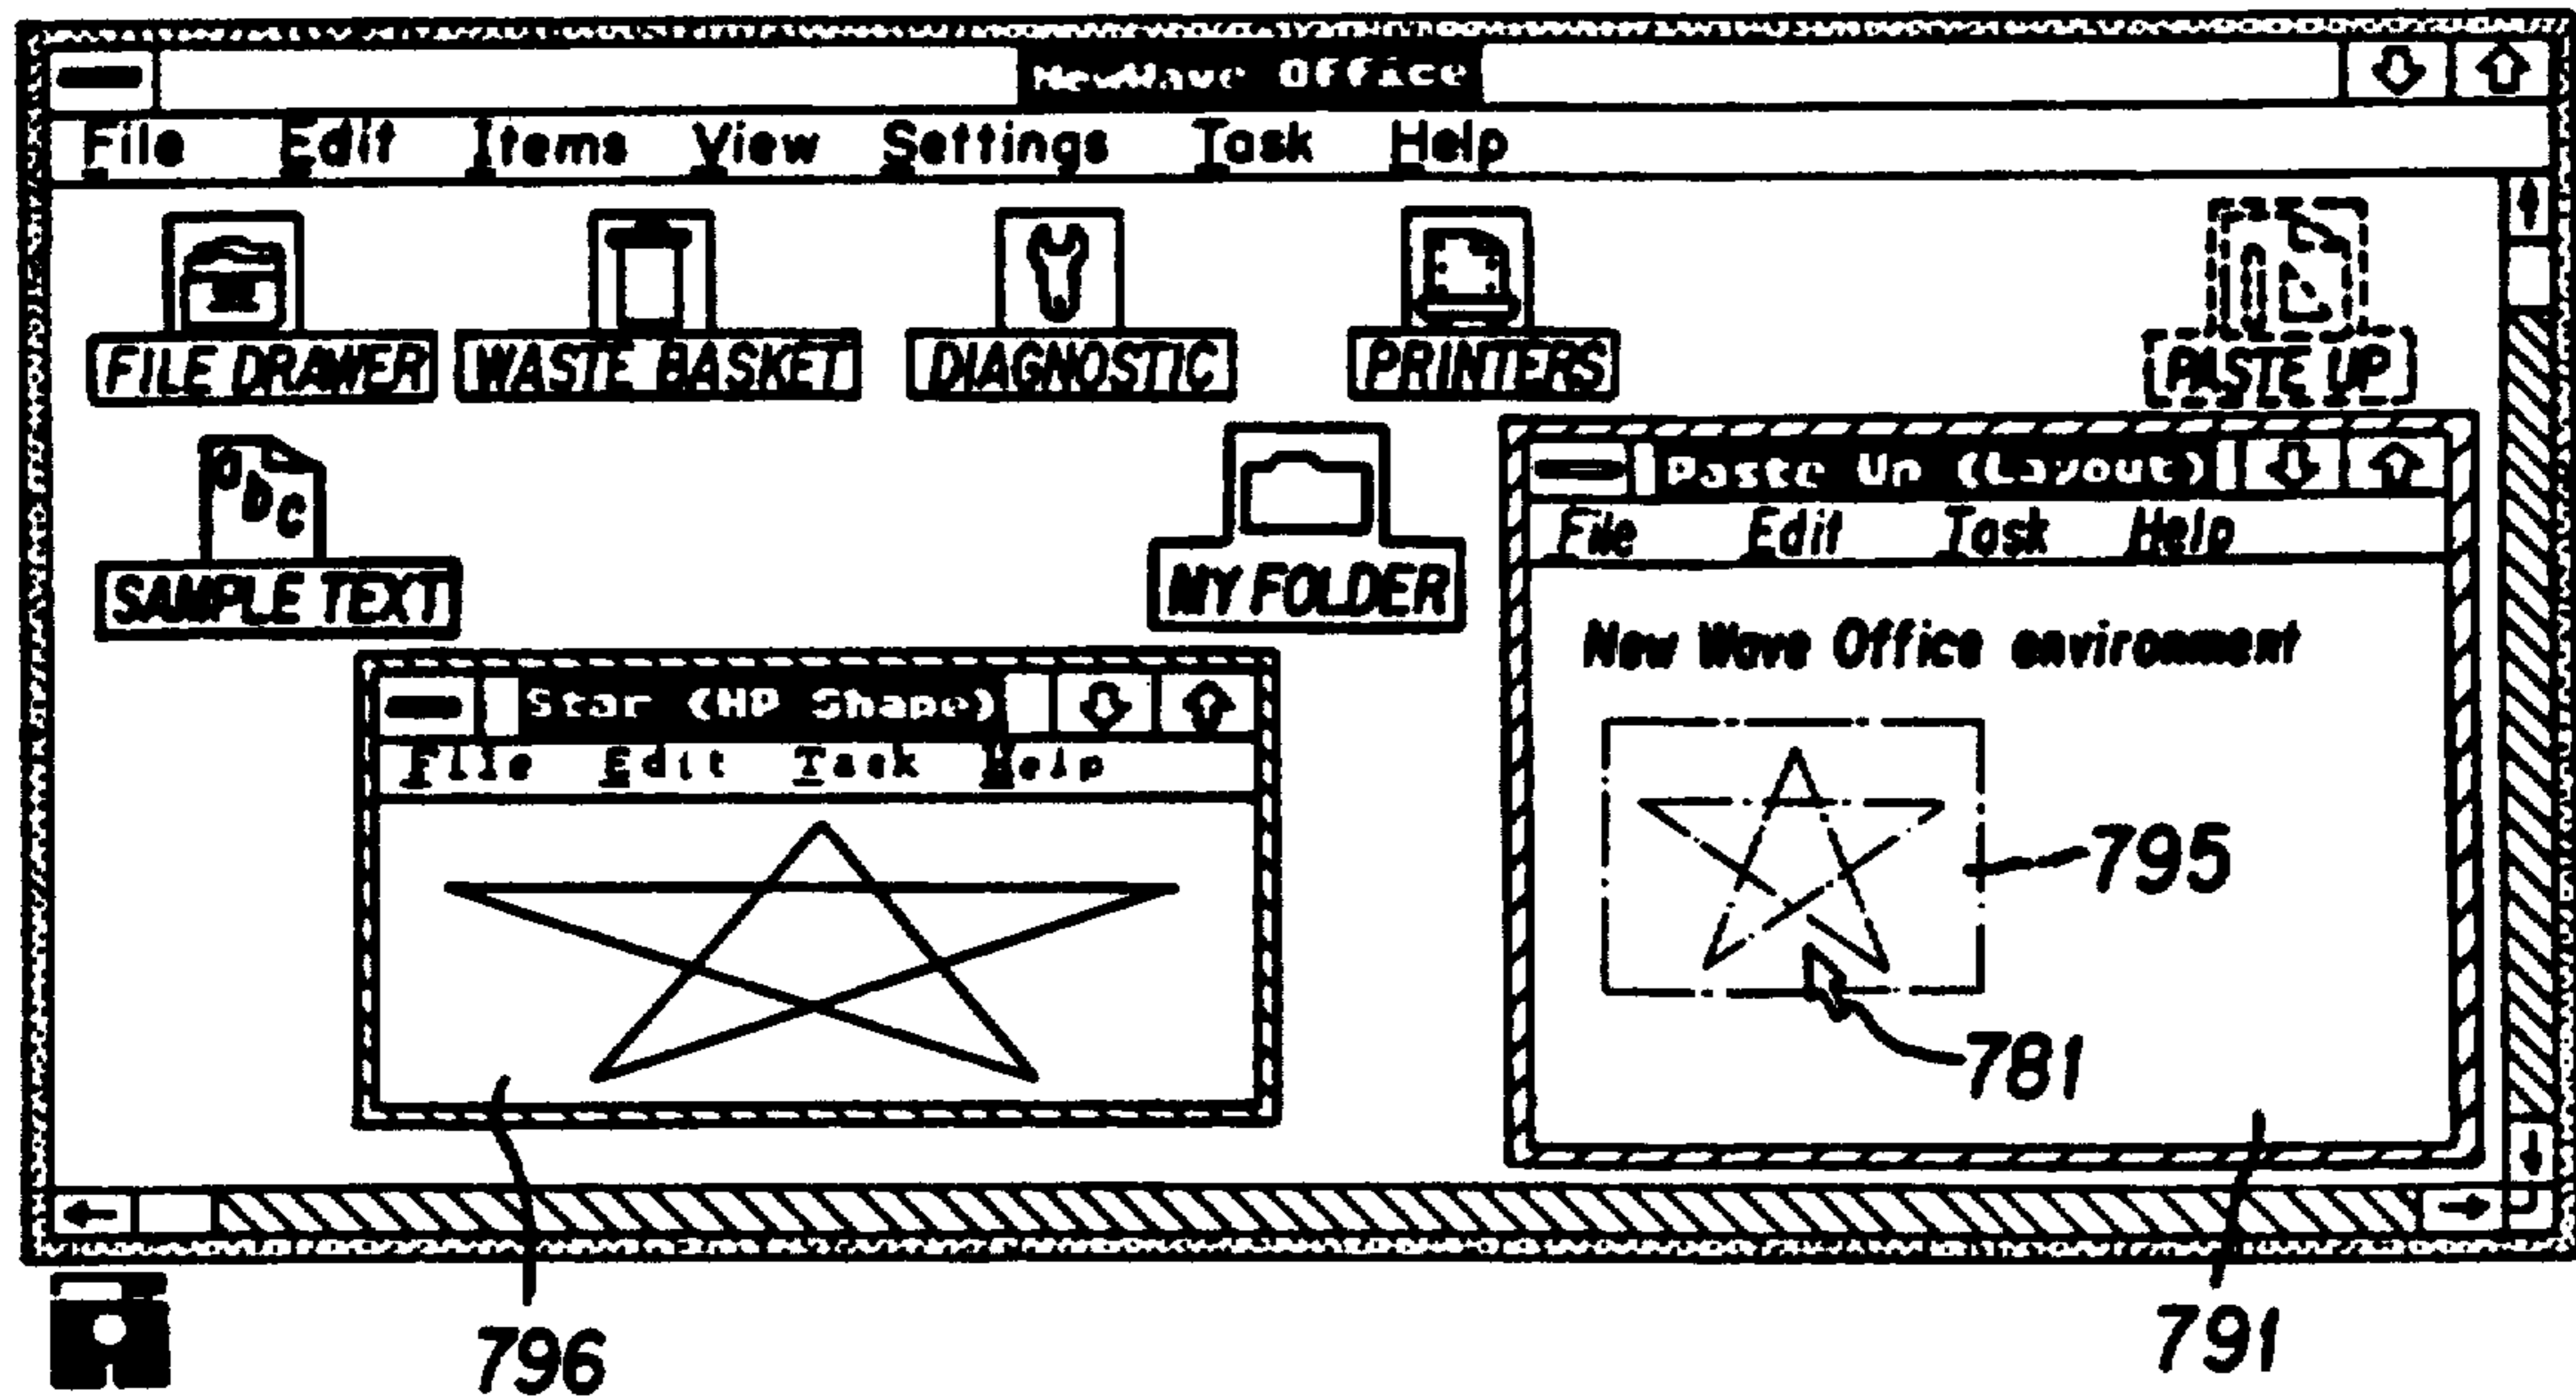 NewWave Office
File Edit Items View Settings Task Help
FILE DRAWER WASTE BASKET DIAGNOSTIC PRINTERS PASTE UP
abc
SAMPLE TEXT
MY FOLDER
Paste Up (Layout)
File Edit Task Help
New Wave Office environment
Star (HP Shape)
File Edit Task Help
795
781
796
791